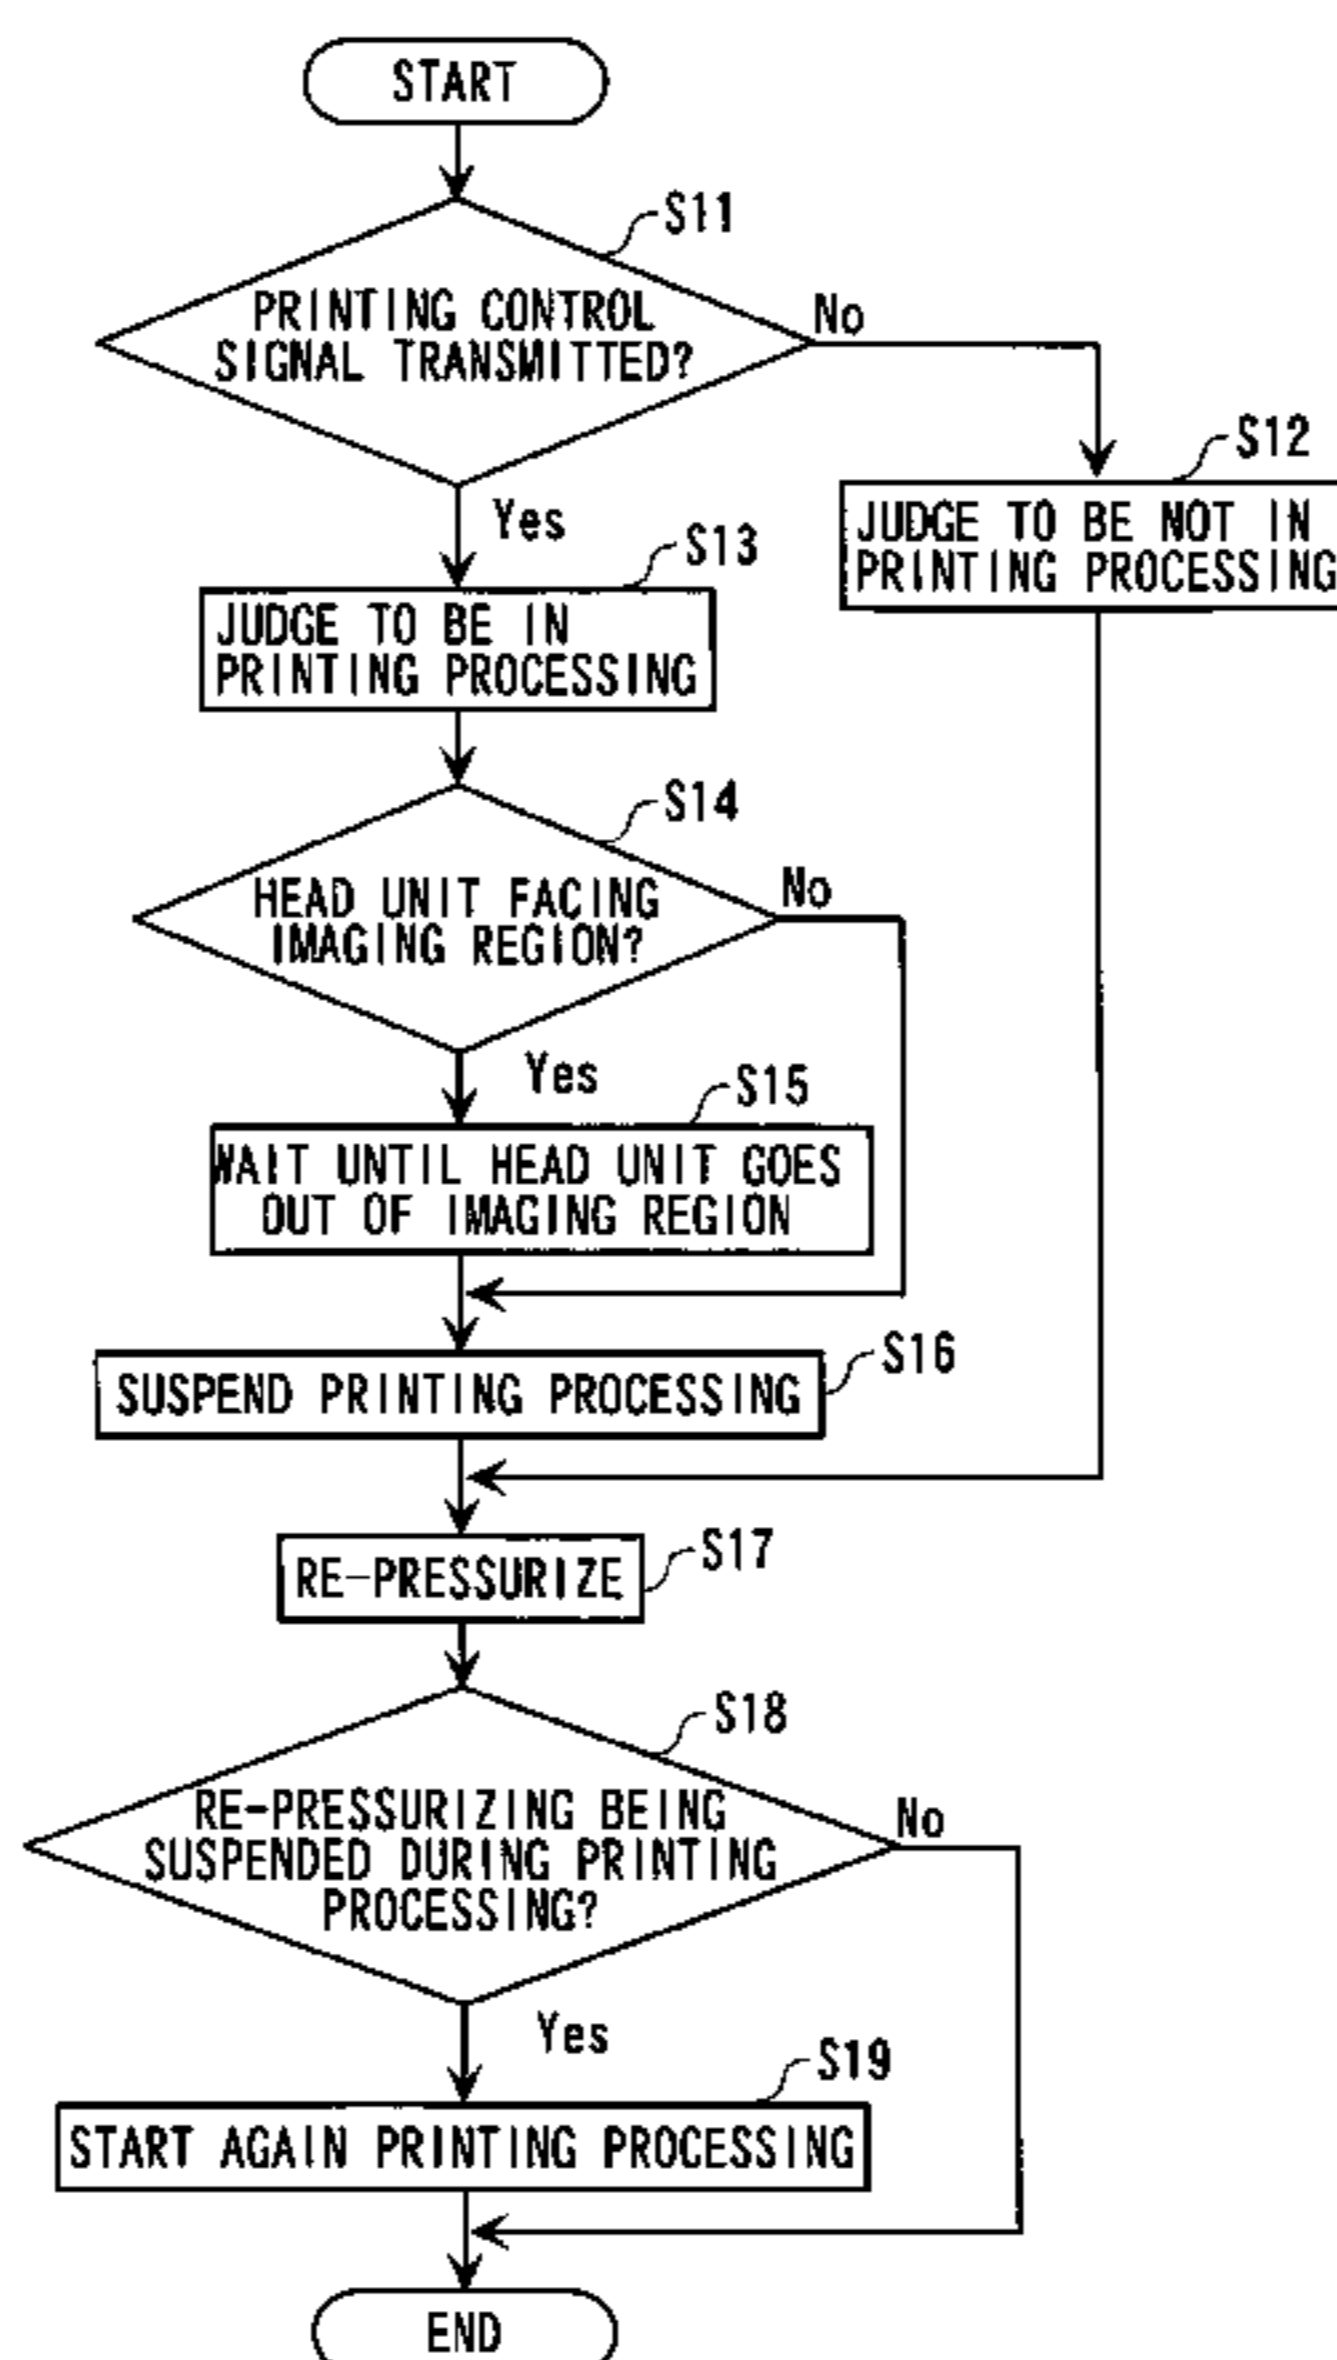 START
S11
PRINTING CONTROL
SIGNAL TRANSMITTED?
No
Yes
S12
JUDGE TO BE NOT IN
PRINTING PROCESSING
S13
JUDGE TO BE IN
PRINTING PROCESSING
S14
HEAD UNIT FACING
IMAGING REGION?
No
Yes
S15
WAIT UNTIL HEAD UNIT GOES
OUT OF IMAGING REGION
S16
SUSPEND PRINTING PROCESSING
S17
RE-PRESSURIZE
S18
RE-PRESSURIZING BEING
SUSPENDED DURING PRINTING
PROCESSING?
No
Yes
S19
START AGAIN PRINTING PROCESSING
END